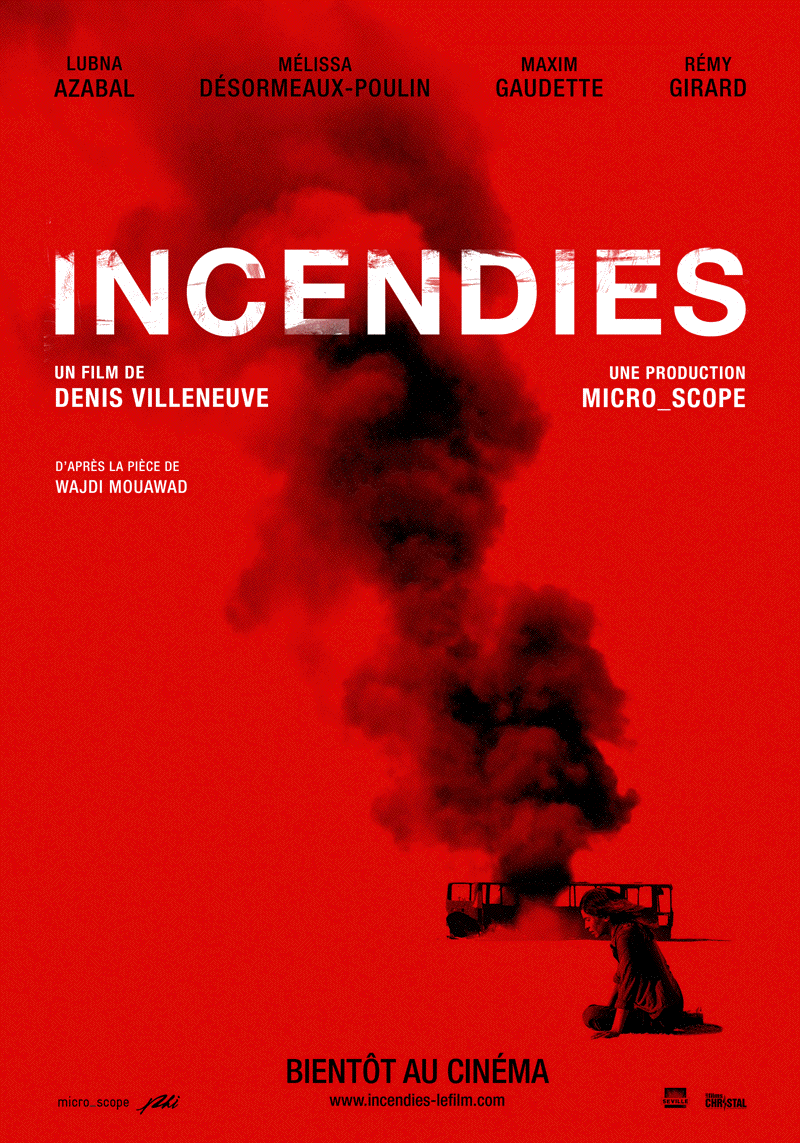 LUBNA
AZABAL
MÉLISSA
DÉSORMEAUX-POULIN
MAXIM
GAUDETTE
RÉMY
GIRARD
INCENDIES
UN FILM DE
DENIS VILLENEUVE
UNE PRODUCTION
MICRO_SCOPE
D'APRÈS LA PIÈCE DE
WAJDI MOUAWAD
BIENTÔT AU CINÉMA
www.incendies-lefilm.com
micro_scope
SEVILLE
CHRISTAL